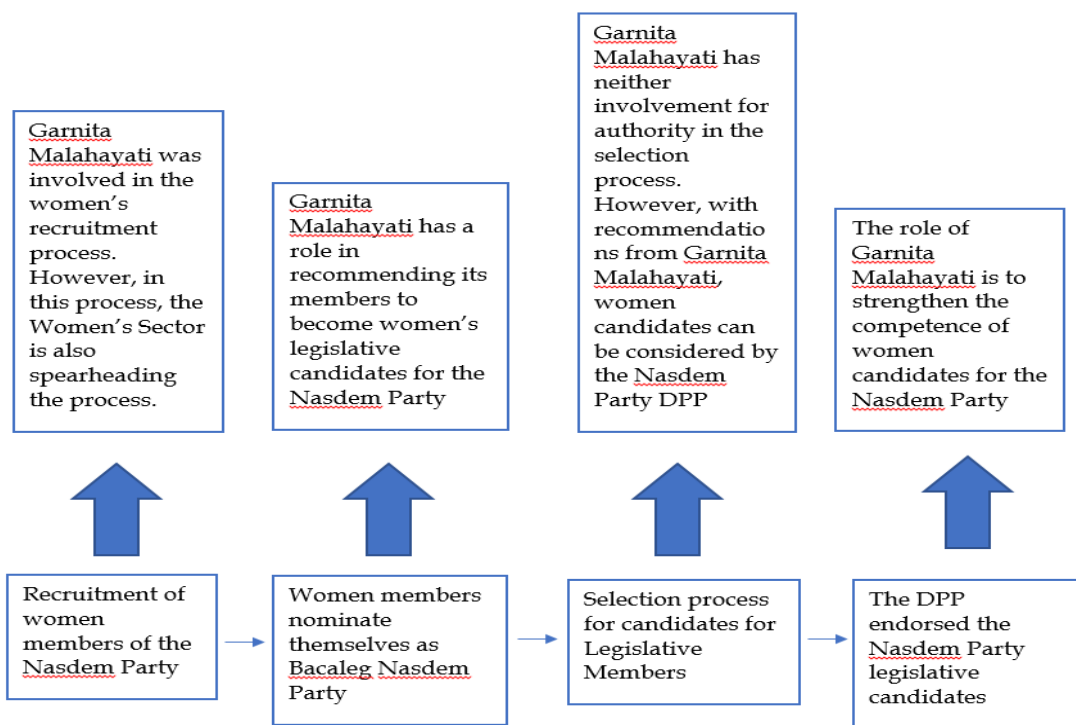 Garnita
Malahayati was
involved in the
women's
recruitment
process.
However, in
this process, the
Women's Sector
is also
spearheading
the process.
Garnita
Malahayati has a
role in
recommending its
members to
become women's
legislative
candidates for the
Nasdem Party
Garnita
Malahayati has
neither
involvement for
authority in the
selection
process.
However, with
recommendatio
ns from Garnita
Malahayati,
women
candidates can
be considered by
the Nasdem
Party DPP
The role of
Garnita
Malahayati is to
strengthen the
competence of
women
candidates for the
Nasdem Party
Recruitment of
women
members of the
Nasdem Party
Women members
nominate
themselves as
Bacaleg Nasdem
Party
Selection process
for candidates for
Legislative
Members
The DPP
endorsed the
Nasdem Party
legislative
candidates